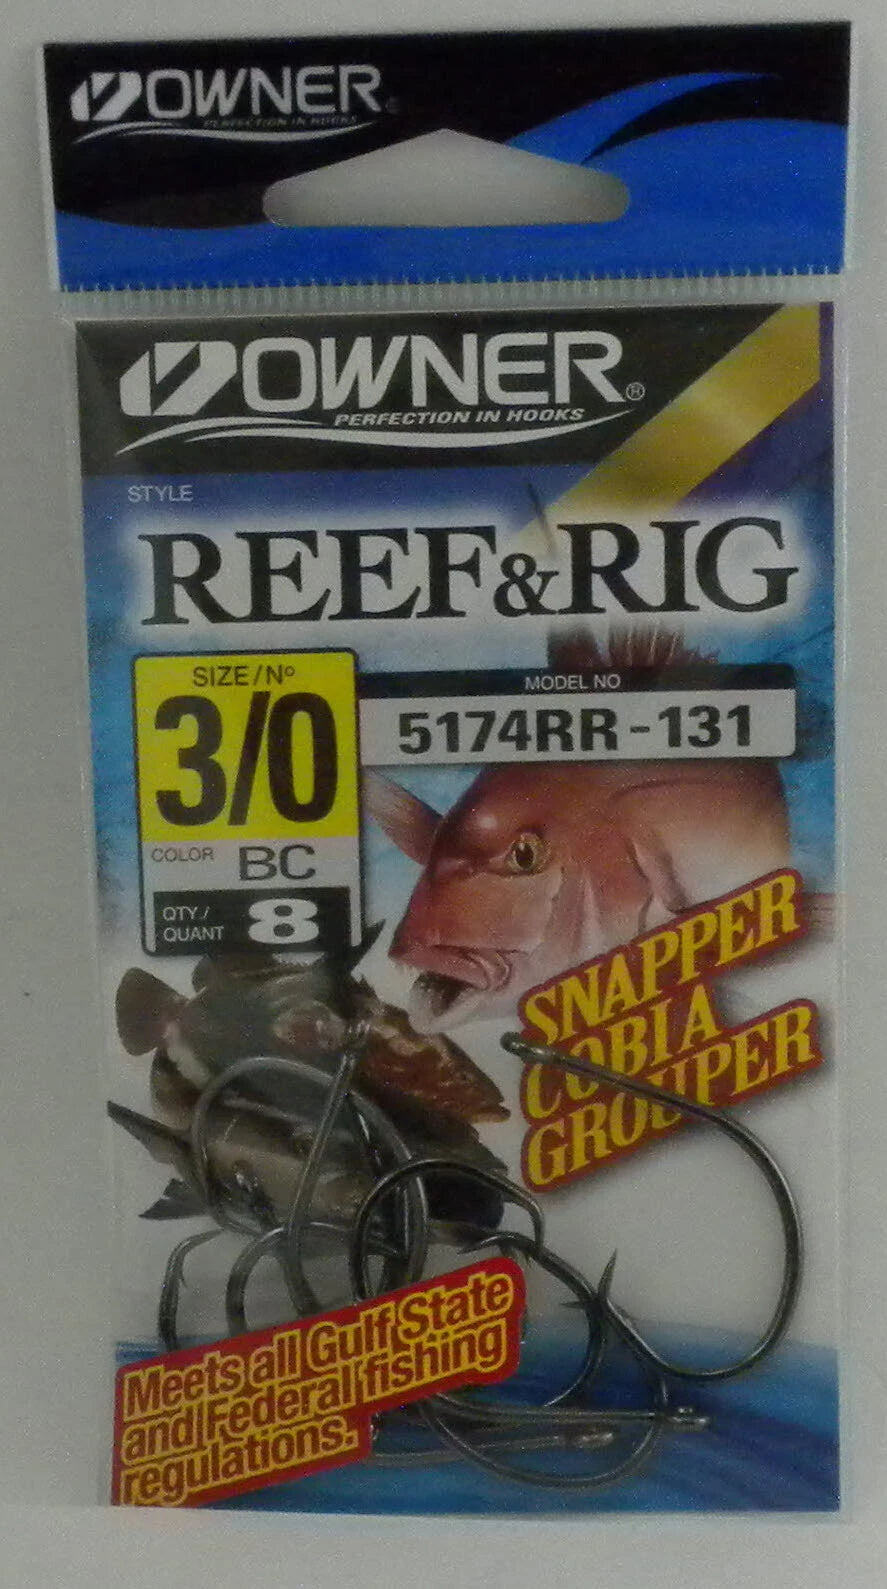 OWNER
PERFECTION IN HOOKS
OWNER®
PERFECTION IN HOOKS
STYLE
REEF&RIG
SIZE/Nº
3/0
MODEL NO
5174RR-131
COLOR BC
QTY/
QUANT 8
SNAPPER
COBIA
GROUPER
Meets all Gulf State
and Federal fishing
regulations.